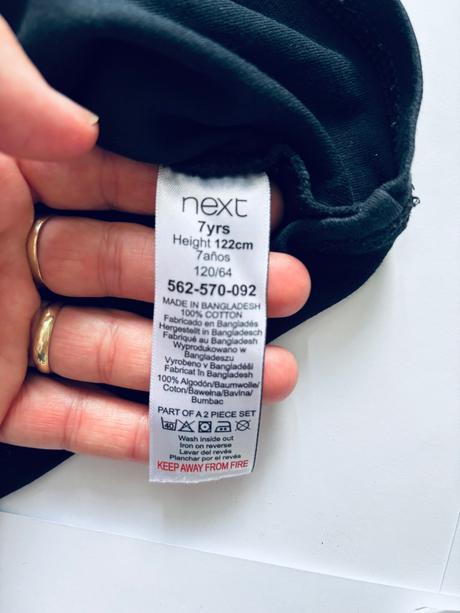 next
7yrs
Height 122cm
7años
120/64
562-570-092
MADE IN BANGLADESH
100% COTTON
Fabricado en Bangladés
Hergestellt in Bangladesch
Fabriqué au Bangladesh
Wyprodukowano w
Bangladeszu
Vyrobeno v Bangladéši
Fabricat în Bangladesh
100% Algodón/Baumwolle/
Coton/Bawełna/Bavlna/
Bumbac
PART OF A 2 PIECE SET
40
Wash inside out
Iron on reverse
Lavar del revés
Planchar por el revés
KEEP AWAY FROM FIRE